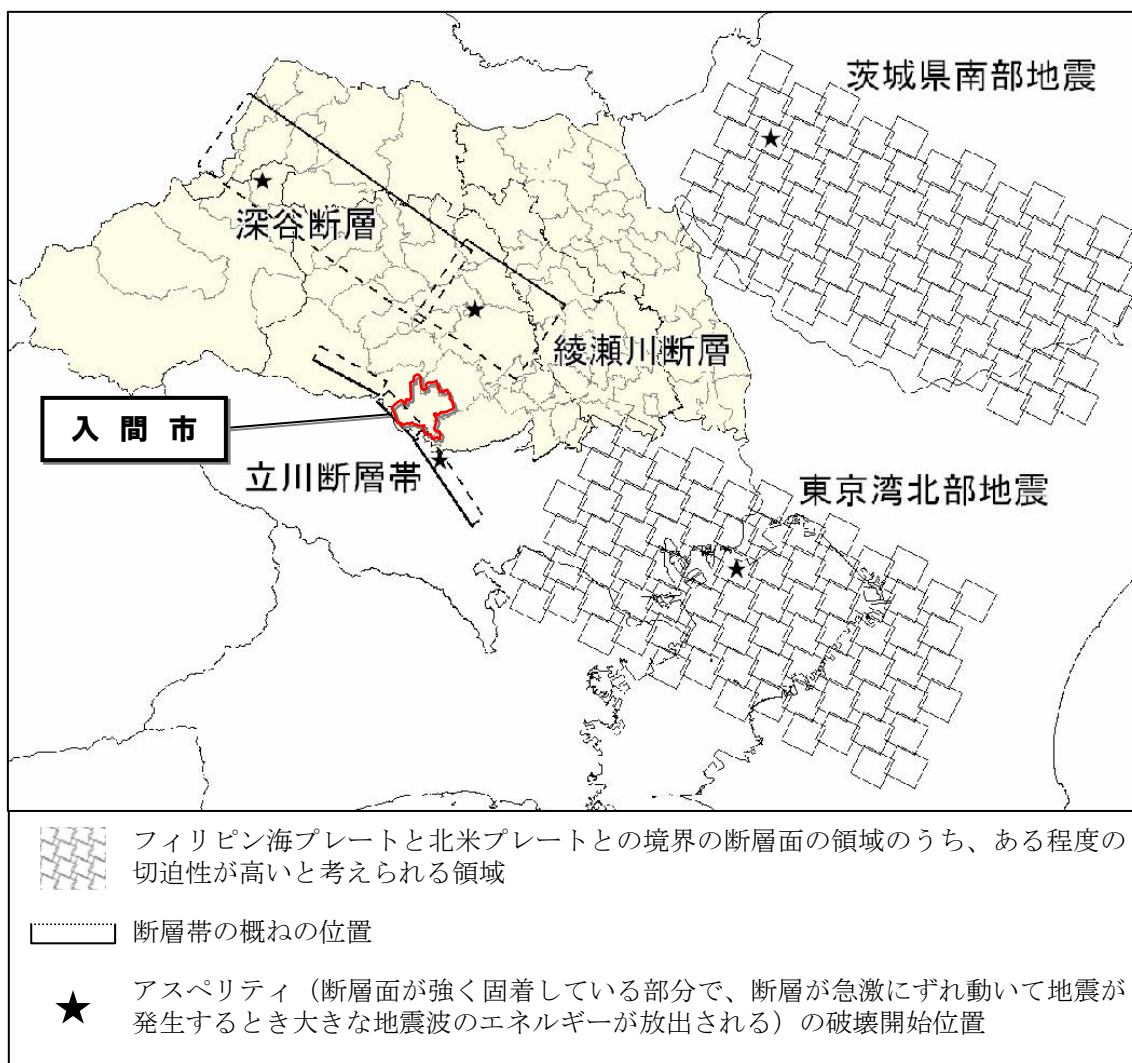 茨城県南部地震
深谷断層
綾瀬川断層
入間市
立川断層帯
東京湾北部地震
フィリピン海プレートと北米プレートとの境界の断層面の領域のうち、ある程度の
切迫性が高いと考えられる領域
断層帯の概ねの位置
アスペリティ（断層面が強く固着している部分で、断層が急激にずれ動いて地震が
発生するとき大きな地震波のエネルギーが放出される）の破壊開始位置